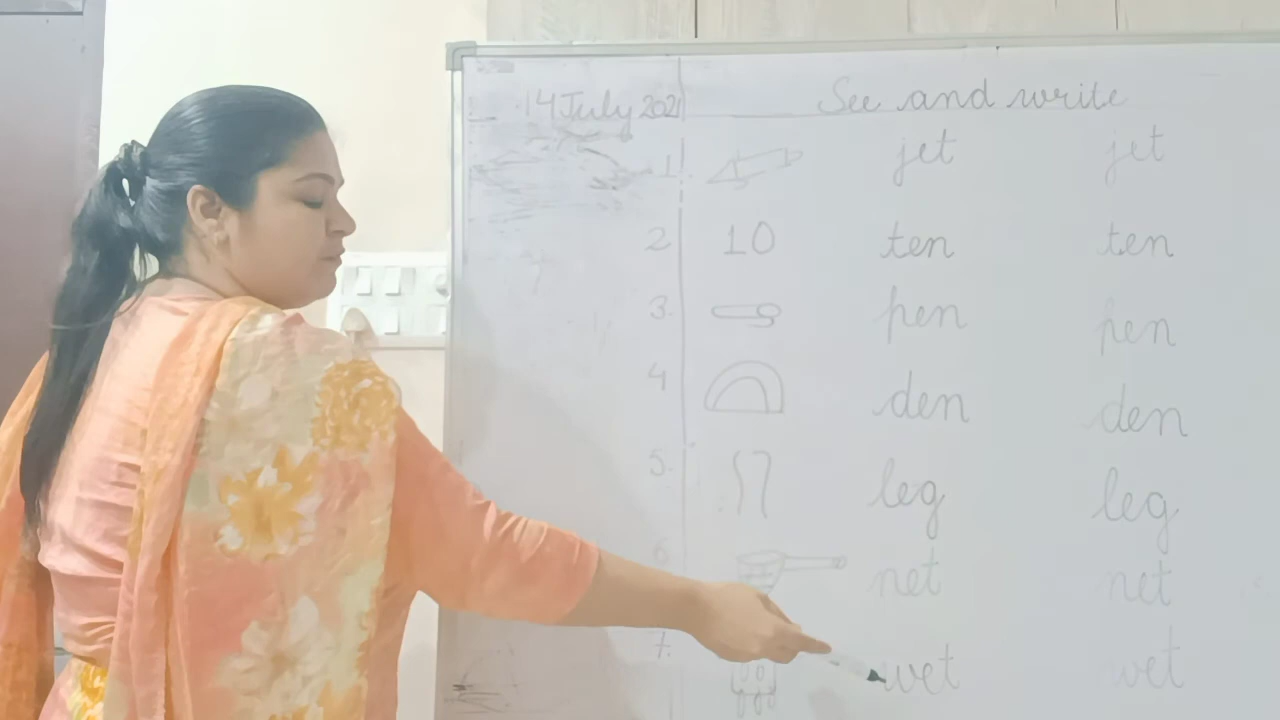 14 July 2021 See and write
1. jet jet
2. 10 ten ten
3. pen pen
4 den den
5. leg leg
6 net net
7. wet wet